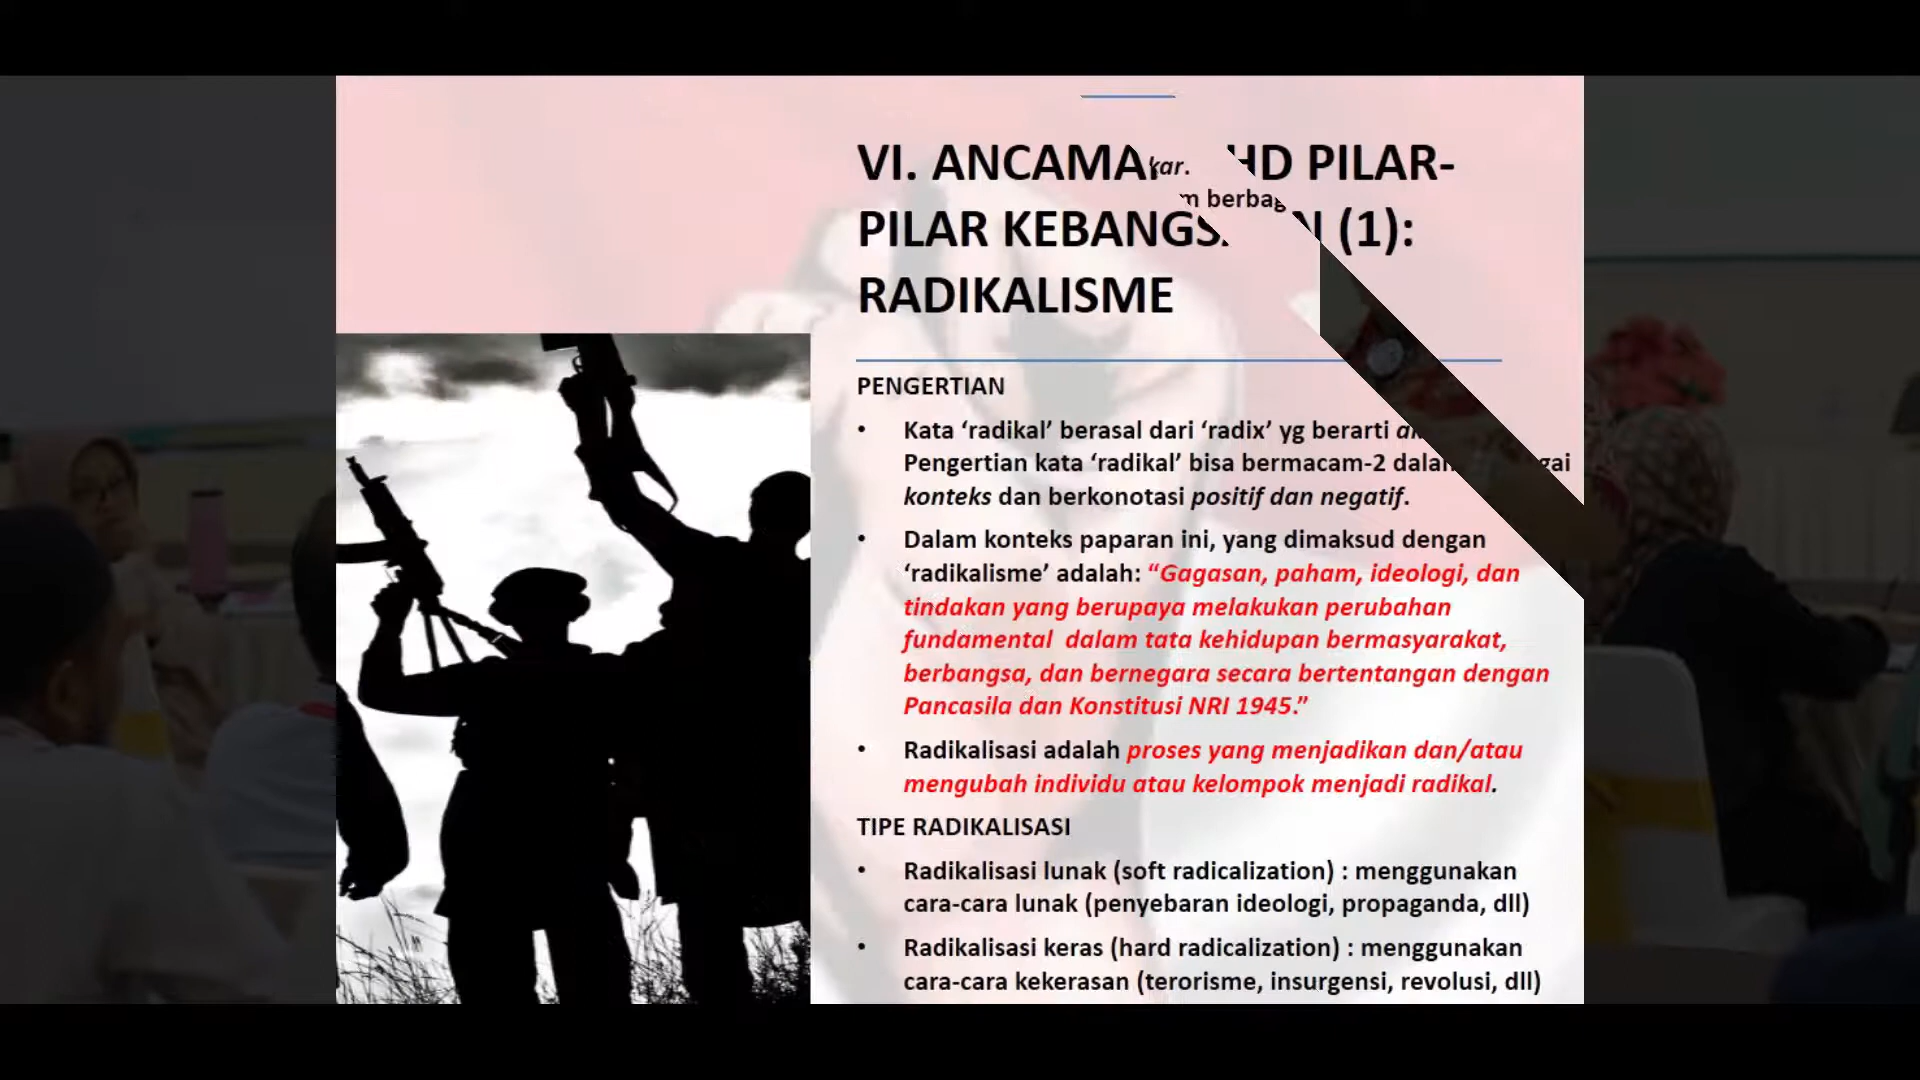 VI. ANCAMA kar. HD PILAR-
m berbag
PILAR KEBANGS N (1):
RADIKALISME
PENGERTIAN
• Kata ‘radikal’ berasal dari ‘radix’ yg berarti
Pengertian kata ‘radikal’ bisa bermacam-2 gai
konteks dan berkonotasi positif dan negatif.
• Dalam konteks paparan ini, yang dimaksud dengan
‘radikalisme’ adalah: “Gagasan, paham, ideologi, dan
tindakan yang berupaya melakukan perubahan
fundamental dalam tata kehidupan bermasyarakat,
berbangsa, dan bernegara secara bertentangan dengan
Pancasila dan Konstitusi NRI 1945.”
• Radikalisasi adalah proses yang menjadikan dan/atau
mengubah individu atau kelompok menjadi radikal.
TIPE RADIKALISASI
• Radikalisasi lunak (soft radicalization) : menggunakan
cara-cara lunak (penyebaran ideologi, propaganda, dll)
• Radikalisasi keras (hard radicalization) : menggunakan
cara-cara kekerasan (terorisme, insurgensi, revolusi, dll)